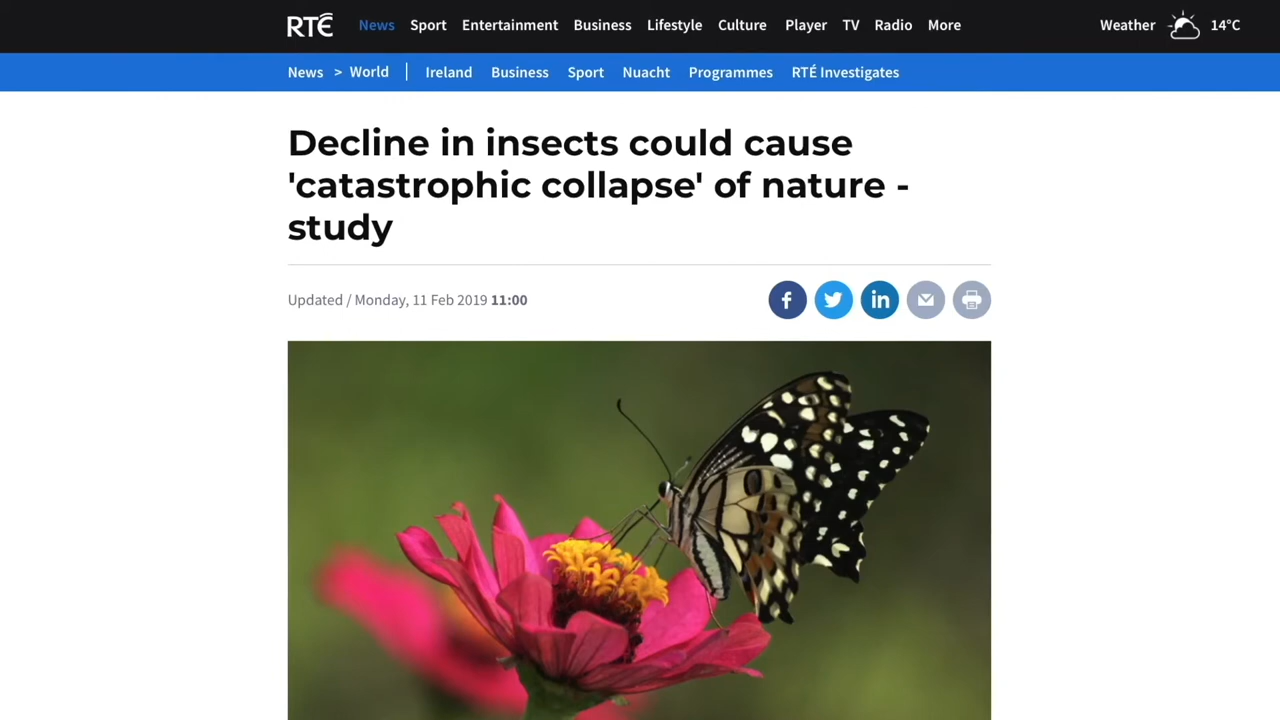 RTÉ News Sport Entertainment Business Lifestyle Culture Player TV Radio More Weather 14°C
News > World | Ireland Business Sport Nuacht Programmes RTÉ Investigates
Decline in insects could cause
'catastrophic collapse' of nature -
study
Updated / Monday, 11 Feb 2019 11:00
f in